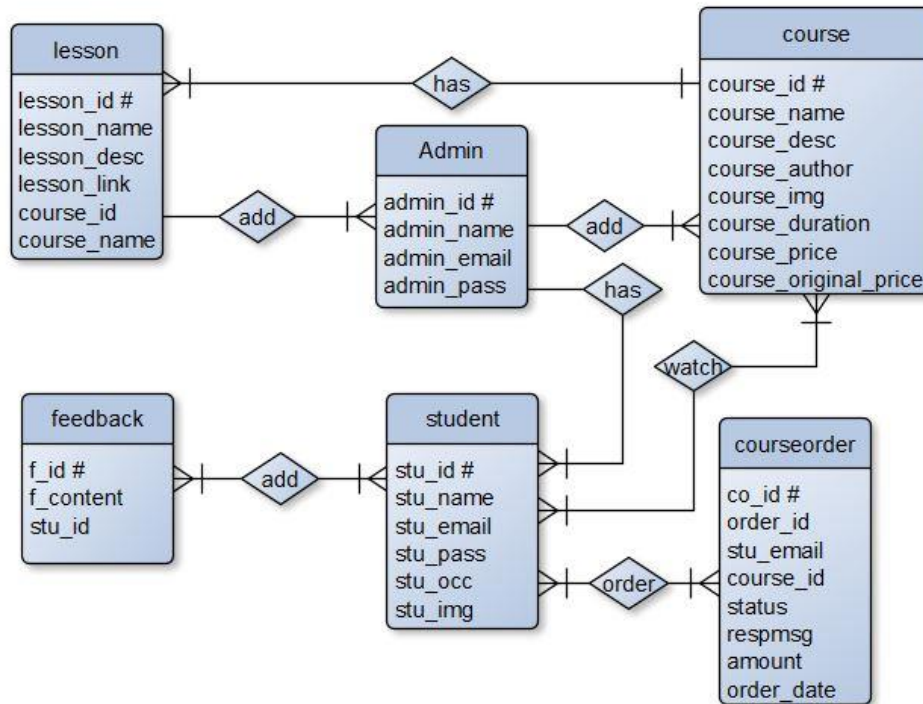 lesson
lesson_id #
lesson_name
lesson_desc
lesson_link
course_id
course_name
has
course
course_id #
course_name
course_desc
course_author
course_img
course_duration
course_price
course_original_price
add
Admin
admin_id #
admin_name
admin_email
admin_pass
add
has
watch
feedback
f_id #
f_content
stu_id
add
student
stu_id #
stu_name
stu_email
stu_pass
stu_occ
stu_img
order
courseorder
co_id #
order_id
stu_email
course_id
status
respmsg
amount
order_date